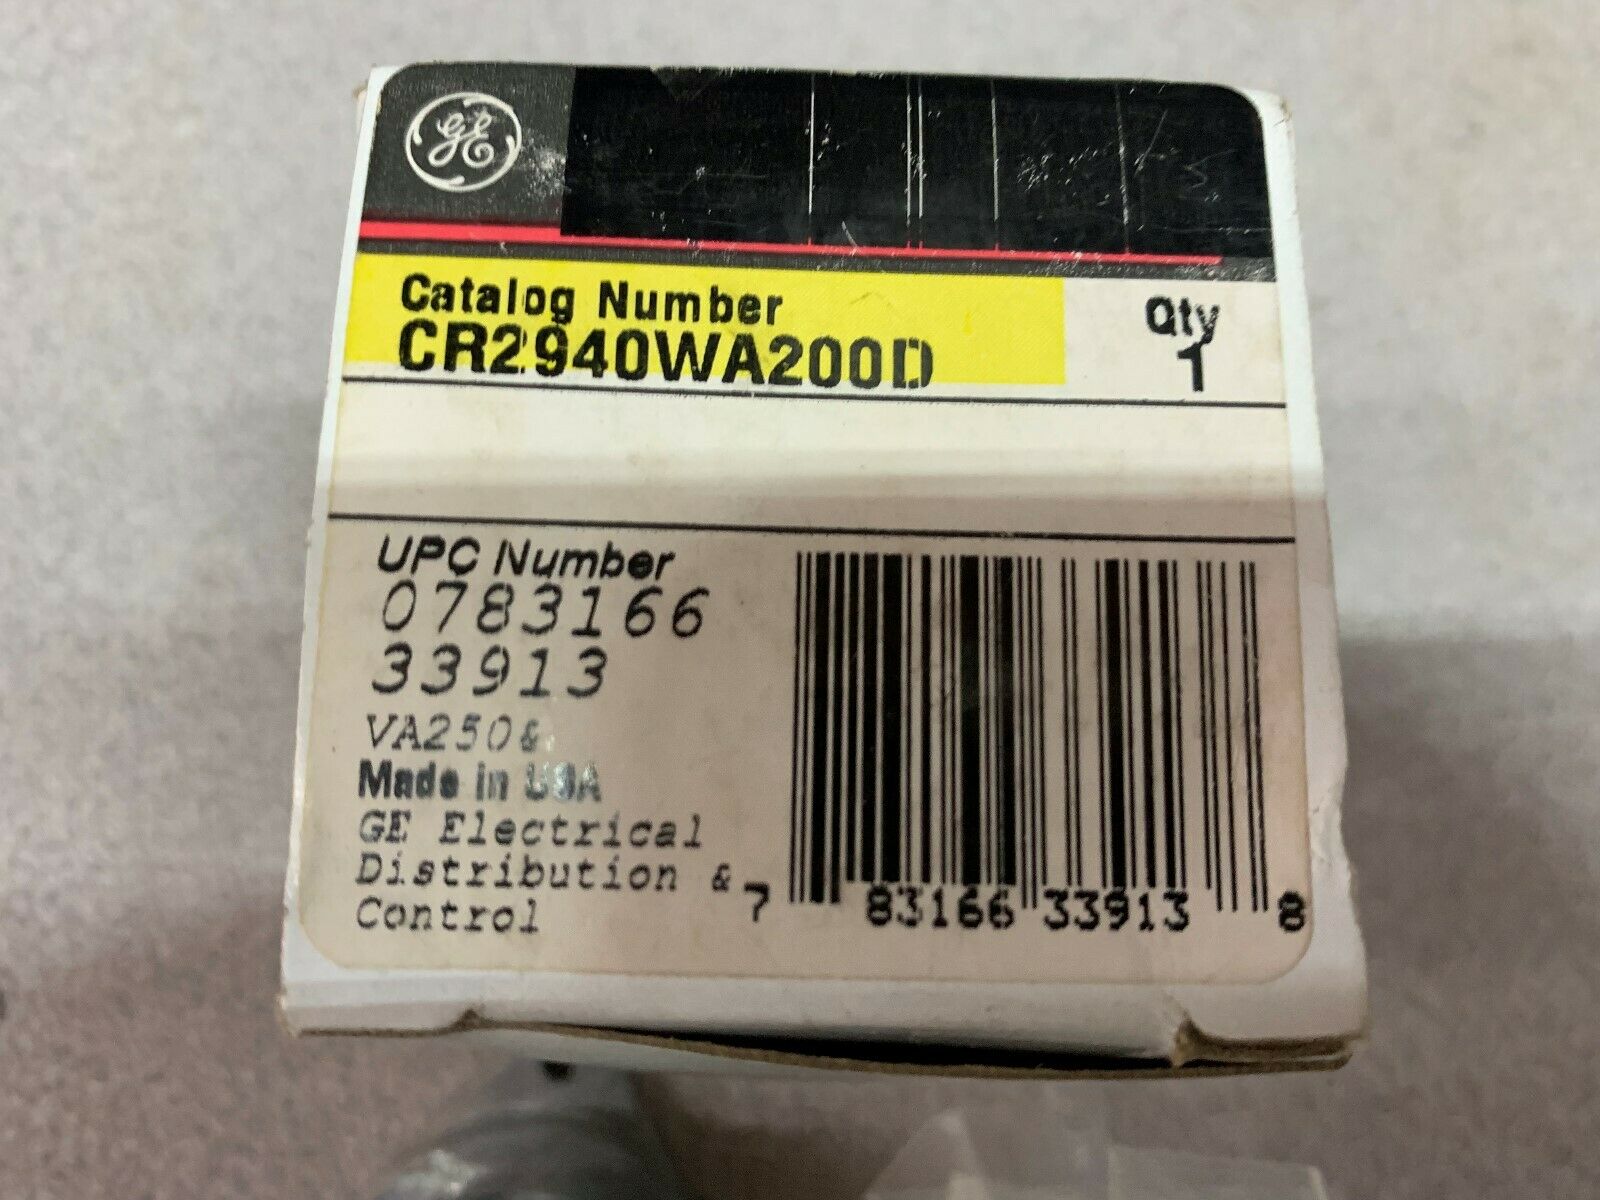 GE
Catalog Number
CR2940WA200D
Qty
1
UPC Number
0783166
33913
VA250&
Made in USA
GE Electrical
Distribution &
Control
7 83166 33913 8